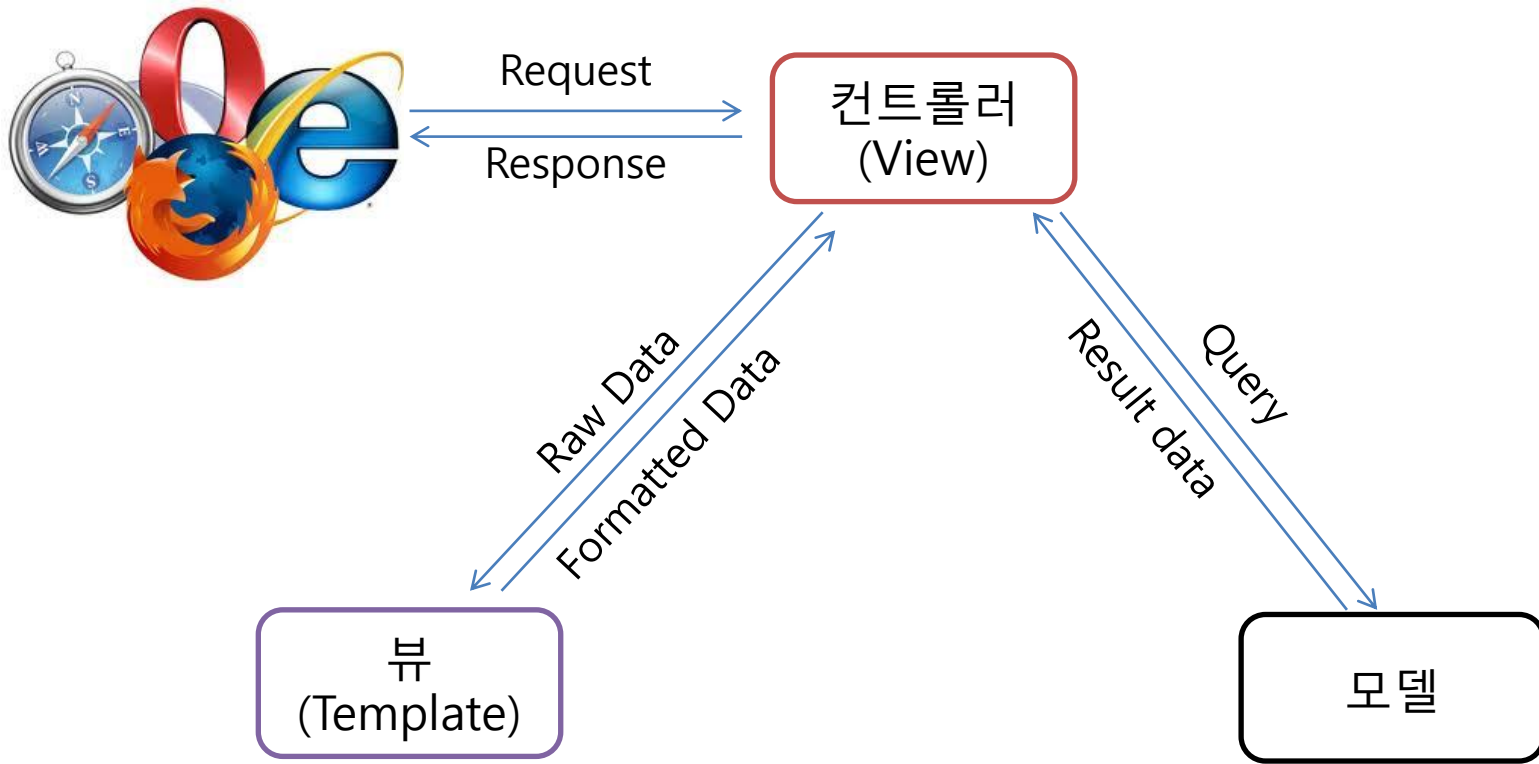 Request
Response
컨트롤러
(View)
Raw Data
Formatted Data
Result data
Query
뷰
(Template)
모델